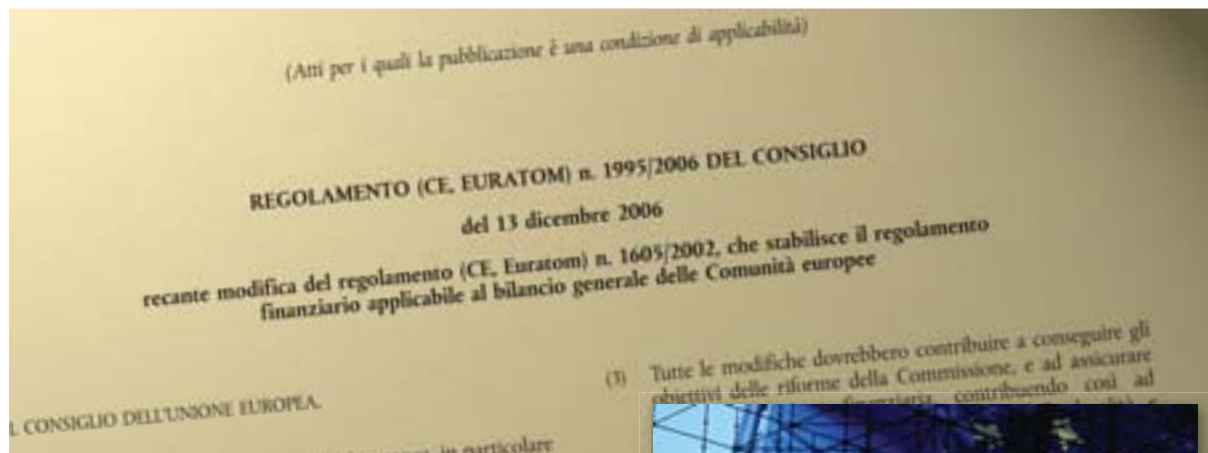 (Atti per i quali la pubblicazione è una condizione di applicabilità)
REGOLAMENTO (CE, EURATOM) n. 1995/2006 DEL CONSIGLIO
del 13 dicembre 2006
recante modifica del regolamento (CE, Euratom) n. 1605/2002, che stabilisce il regolamento
finanziario applicabile al bilancio generale delle Comunità europee
L CONSIGLIO DELL'UNIONE EUROPEA,
in particolare
(3) Tutte le modifiche dovrebbero contribuire a conseguire gli
obiettivi delle riforme della Commissione, e ad assicurare
finanziaria, contribuendo così ad